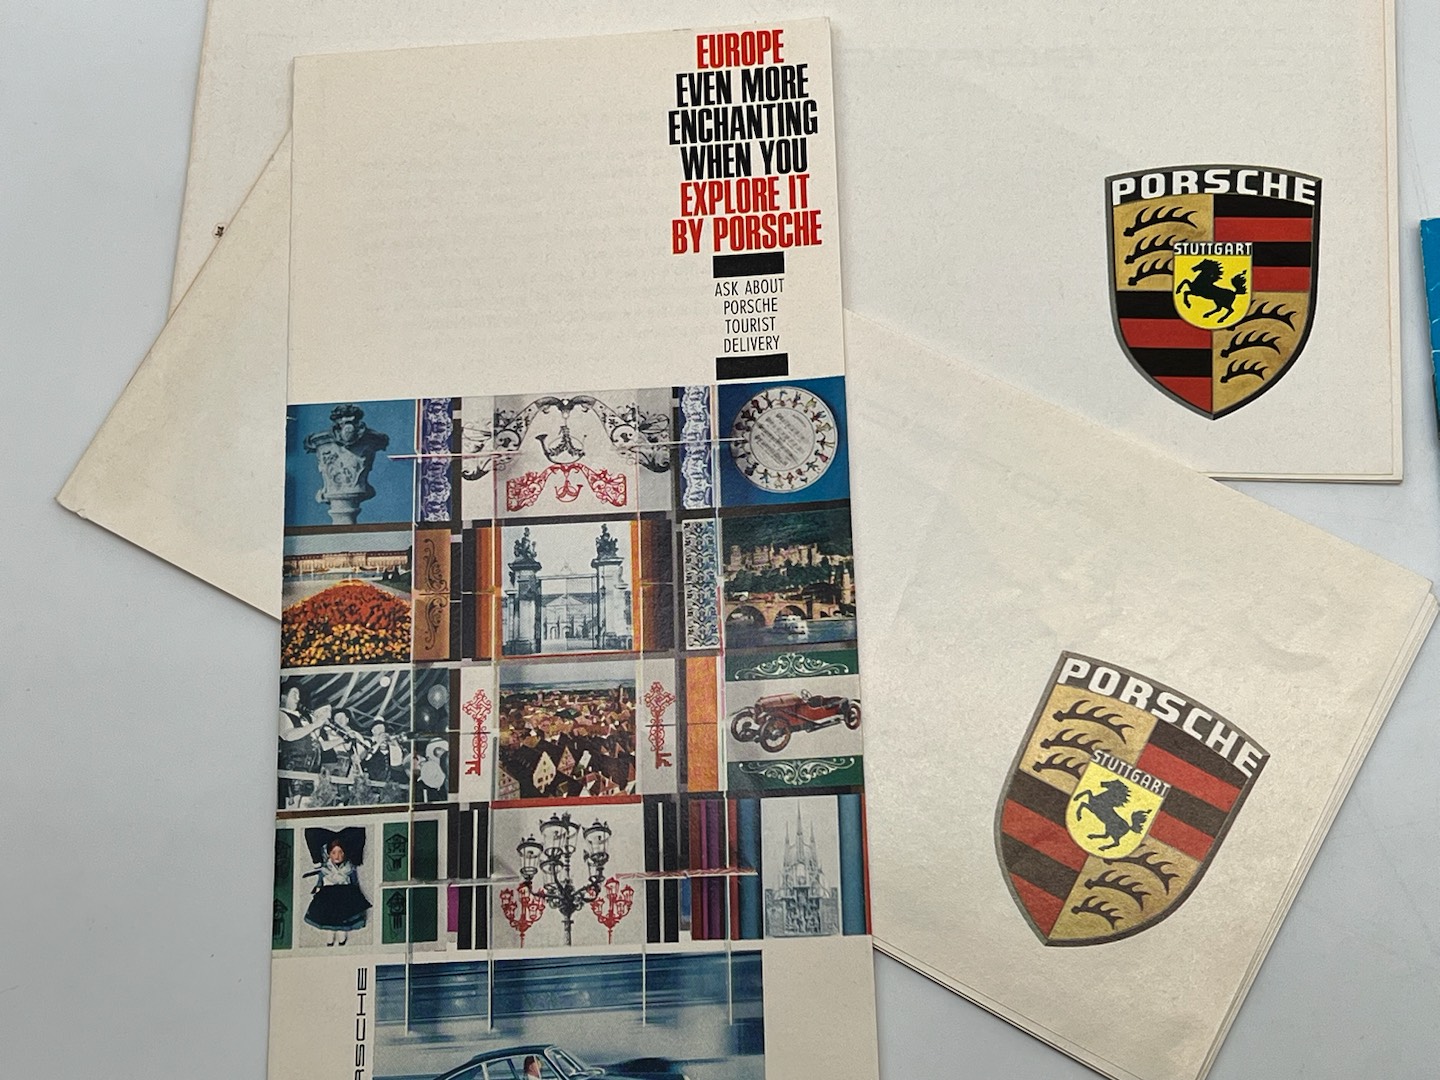 EUROPE
EVEN MORE
ENCHANTING
WHEN YOU
EXPLORE IT
BY PORSCHE
ASK ABOUT
PORSCHE
TOURIST
DELIVERY
PORSCHE
STUTTGART
PORSCHE
STUTTGART